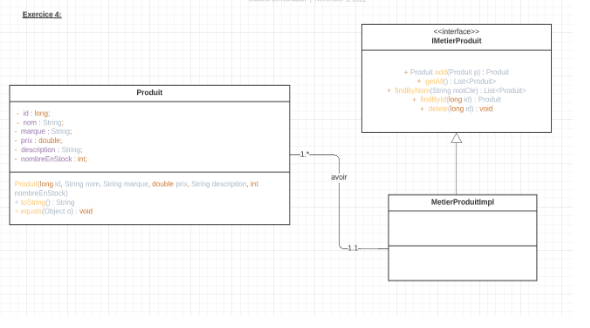 Exercice 4:
<<interface>>
IMetierProduit
+ Produit add(Produit p) : Produit
+ getAll() : List<Produit>
+ findByNom(String motCle) : List<Produit>
+ findById(long id) : Produit
+ delete(long id) : void
Produit
- id : long;
- nom : String;
- marque : String;
- prix : double;
- description : String;
- nombreEnStock : int;
Produit(long id, String nom, String marque, double prix, String description, int
nombreEnStock)
+ toString() : String
+ equals(Object o) : void
1.*
avoir
1.1
MetierProduitImpl